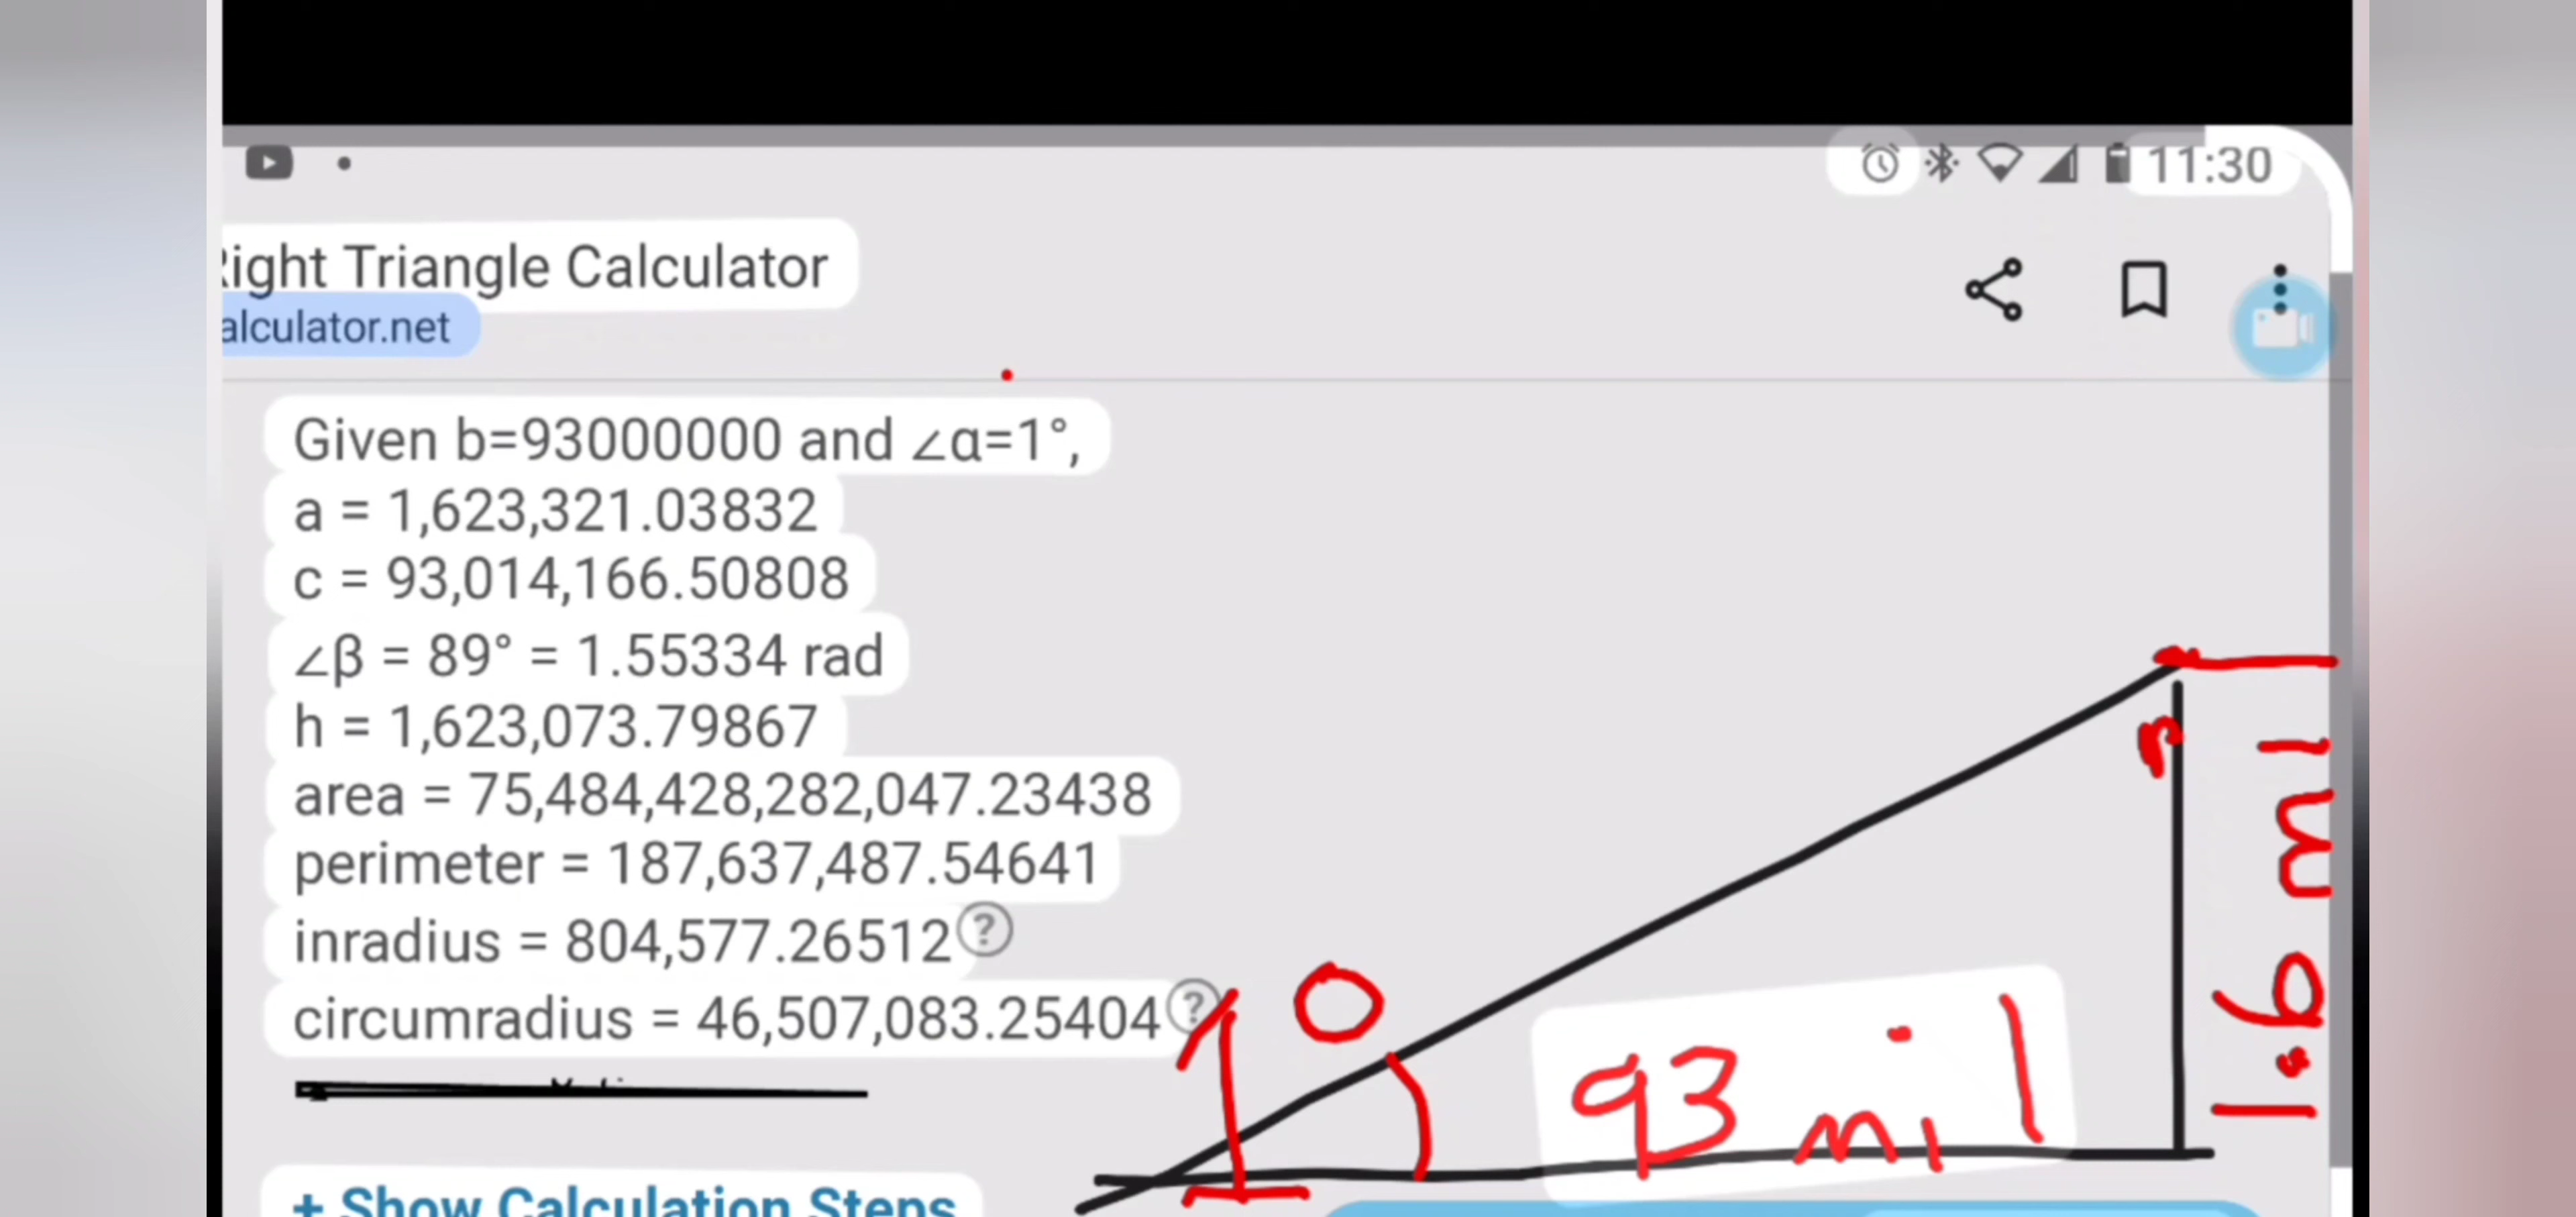 11:30
ight Triangle Calculator
alculator.net
Given b=93000000 and ∠α=1°,
a = 1,623,321.03832
c = 93,014,166.50808
∠β = 89° = 1.55334 rad
h = 1,623,073.79867
area = 75,484,428,282,047.23438
perimeter = 187,637,487.54641
inradius = 804,577.26512 ?
circumradius = 46,507,083.25404 ?
1°
93 mil
1.6 mil
+ Show Calculation Steps